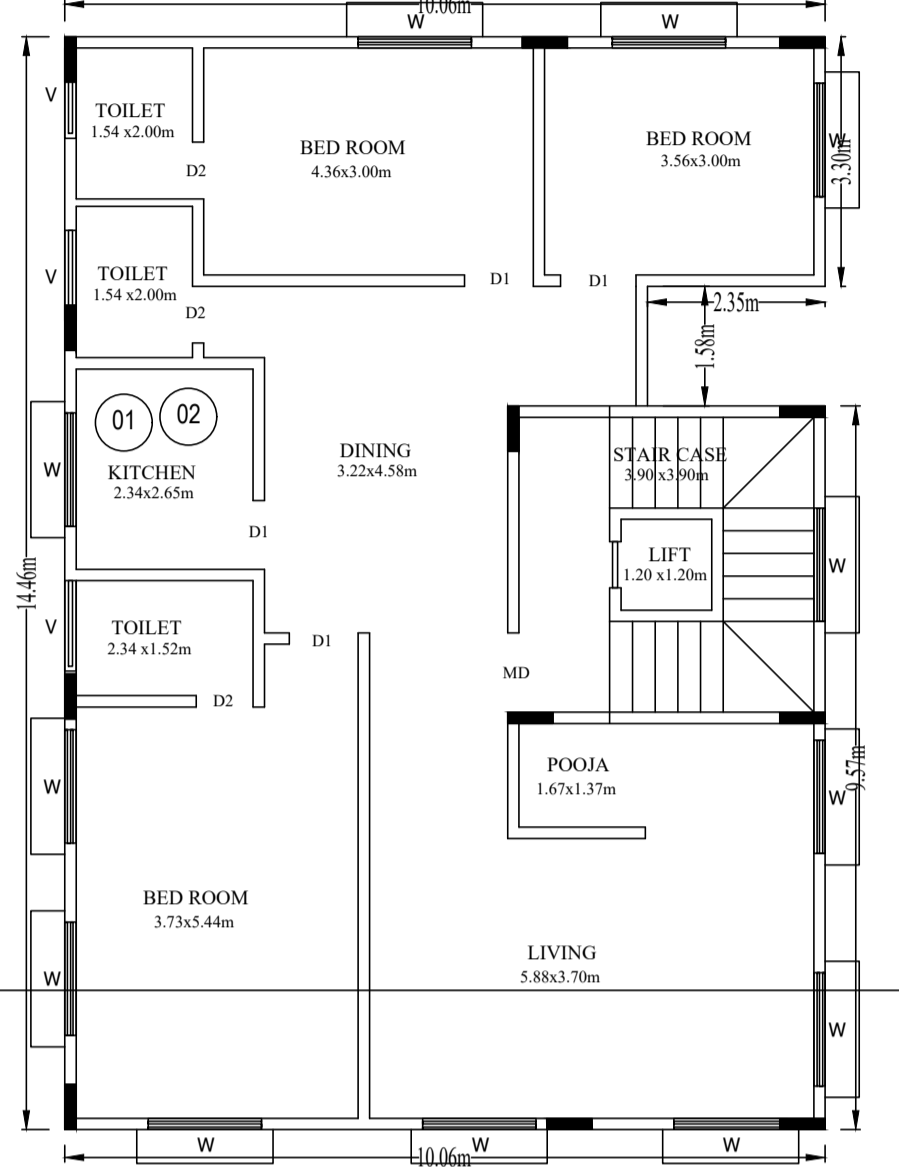 10.06m
W
W
V
TOILET
1.54 x2.00m
BED ROOM
4.36x3.00m
BED ROOM
3.56x3.00m
W
3.30m
D2
V
TOILET
1.54 x2.00m
D1
D1
D2
2.35m
1.58m
01
02
W
KITCHEN
2.34x2.65m
DINING
3.22x4.58m
STAIR CASE
3.90 x3.90m
D1
LIFT
1.20 x1.20m
W
14.46m
V
TOILET
2.34 x1.52m
D1
MD
D2
W
POOJA
1.67x1.37m
W
9.57m
BED ROOM
3.73x5.44m
W
LIVING
5.88x3.70m
W
W
W
W
10.06m